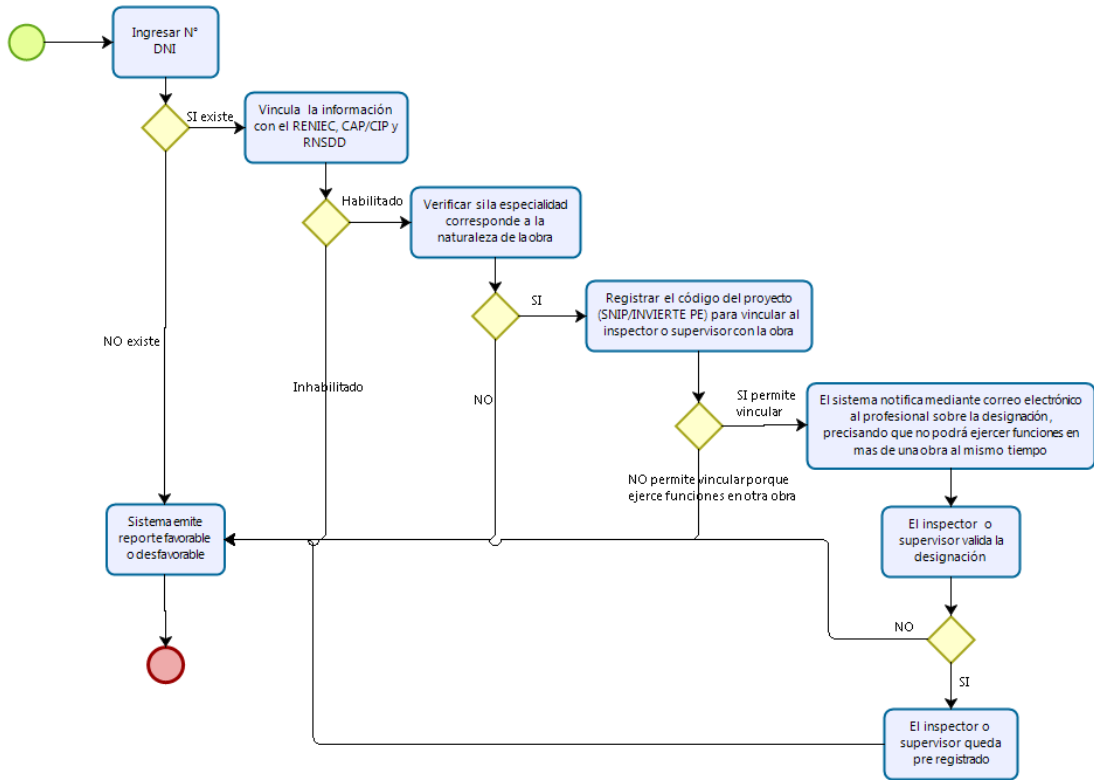 Ingresar N°
DNI
SI existe
Vincula la información
con el RENIEC, CAP/CIP y
RNSDD
Habilitado
Verificar si la especialidad
corresponde a la
naturaleza de la obra
SI
Registrar el código del proyecto
(SNIP/INVIERTE PE) para vincular al
inspector o supervisor con la obra
NO existe
Inhabilitado
NO
SI permite
vincular
El sistema notifica mediante correo electrónico
al profesional sobre la designación,
precisando que no podrá ejercer funciones en
mas de una obra al mismo tiempo
NO permite vincular porque
ejerce funciones en otra obra
Sistema emite
reporte favorable
o desfavorable
El inspector o
supervisor valida la
designación
NO
SI
El inspector o
supervisor queda
pre registrado